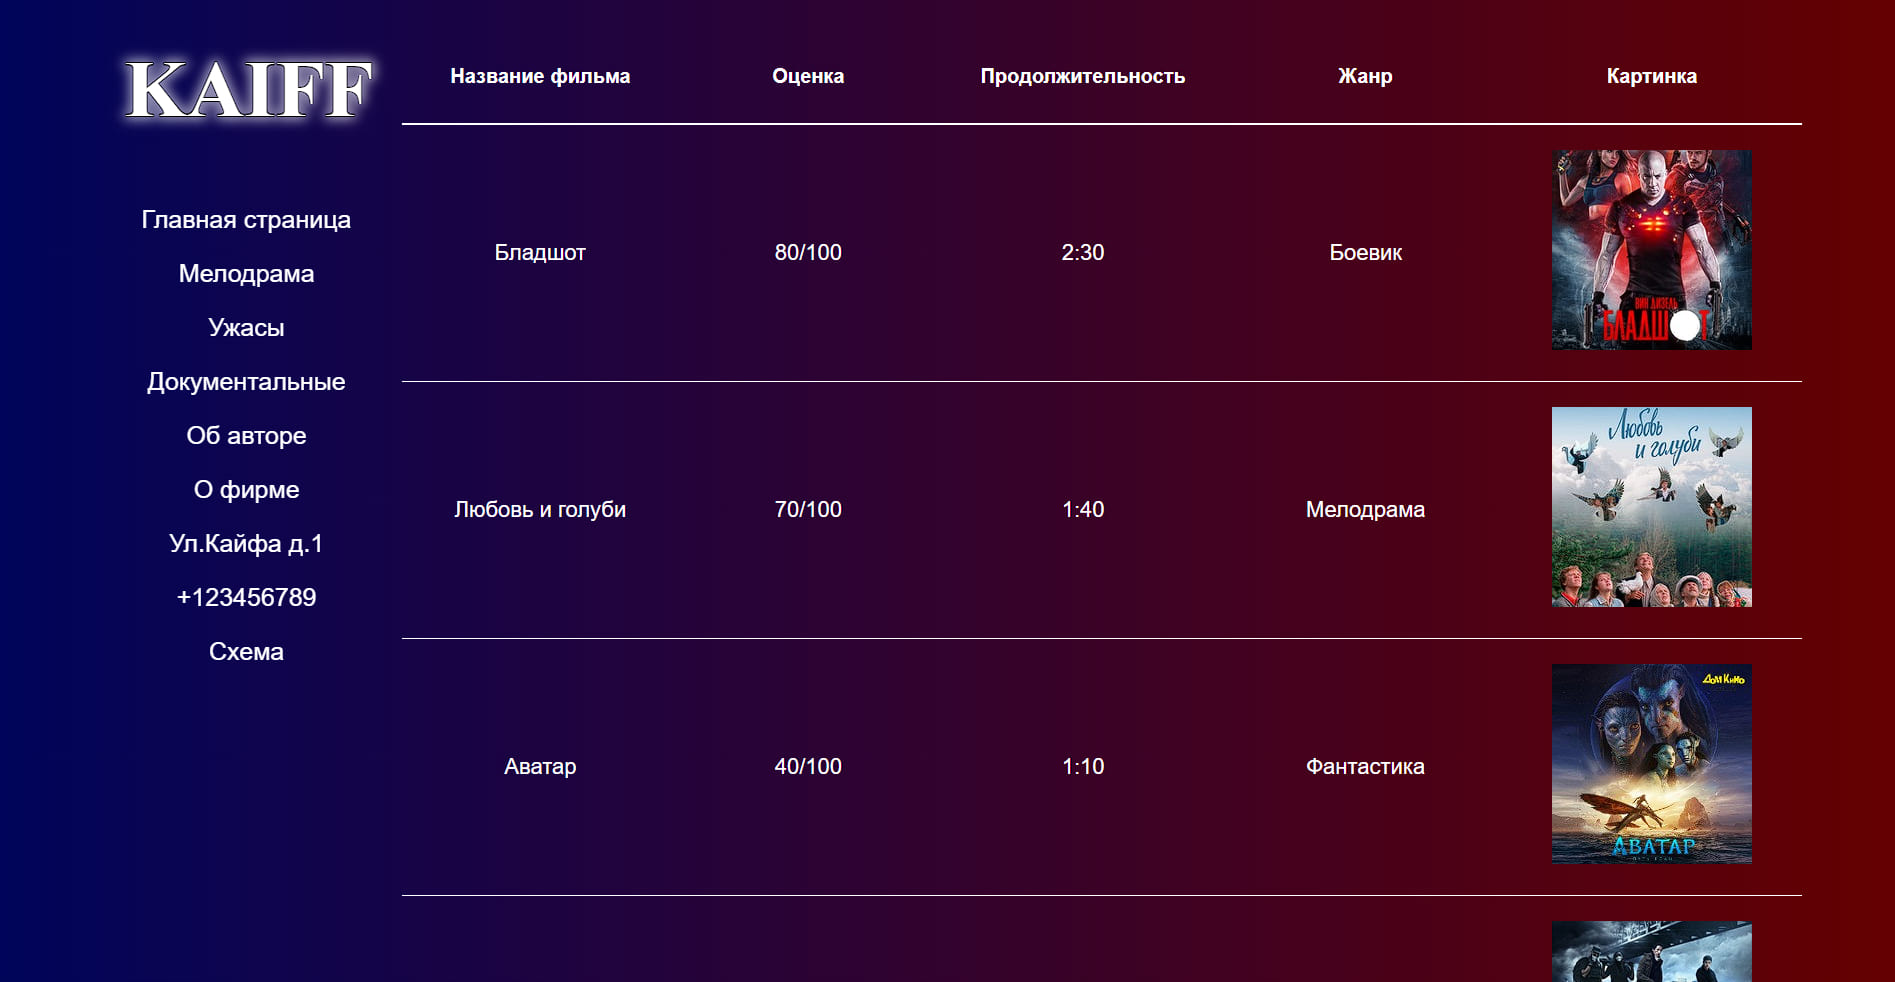 KAIFF
Главная страница
Мелодрама
Ужасы
Документальные
Об авторе
О фирме
Ул.Кайфа д.1
+123456789
Схема
Название фильма Оценка Продолжительность Жанр Картинка
Бладшот 80/100 2:30 Боевик
ВИН ДИЗЕЛЬ
БЛАДШОТ
Любовь и голуби 70/100 1:40 Мелодрама
Любовь
и голуби
Аватар 40/100 1:10 Фантастика
Дом Кино
АВАТАР